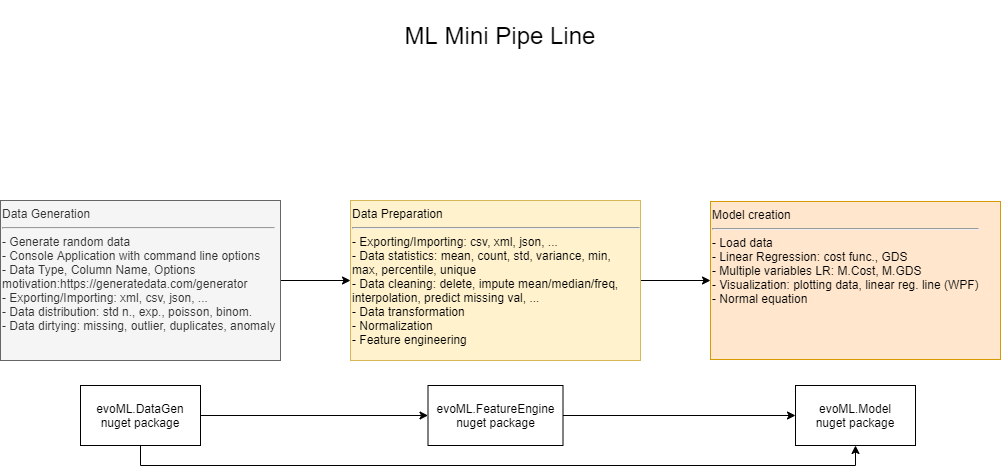 ML Mini Pipe Line
Data Generation
- Generate random data
- Console Application with command line options
- Data Type, Column Name, Options
motivation:https://generatedata.com/generator
- Exporting/Importing: xml, csv, json, ...
- Data distribution: std n., exp., poisson, binom.
- Data dirtying: missing, outlier, duplicates, anomaly
Data Preparation
- Exporting/Importing: csv, xml, json, ...
- Data statistics: mean, count, std, variance, min,
max, percentile, unique
- Data cleaning: delete, impute mean/median/freq,
interpolation, predict missing val, ...
- Data transformation
- Normalization
- Feature engineering
Model creation
- Load data
- Linear Regression: cost func., GDS
- Multiple variables LR: M.Cost, M.GDS
- Visualization: plotting data, linear reg. line (WPF)
- Normal equation
evoML.DataGen
nuget package
evoML.FeatureEngine
nuget package
evoML.Model
nuget package